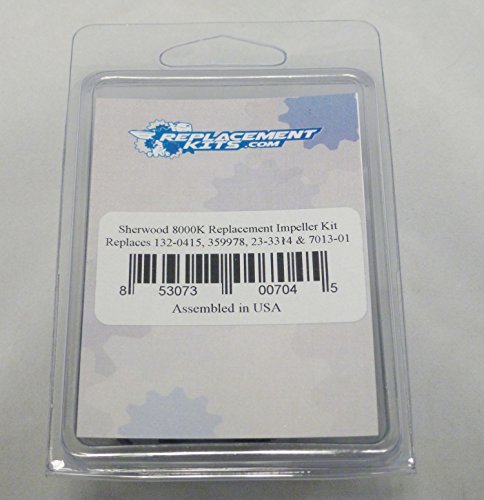 REPLACEMENT
KITS.COM
Sherwood 8000K Replacement Impeller Kit
Replaces 132-0415, 359978, 23-3314 & 7013-01
8 53073 00704 5
Assembled in USA